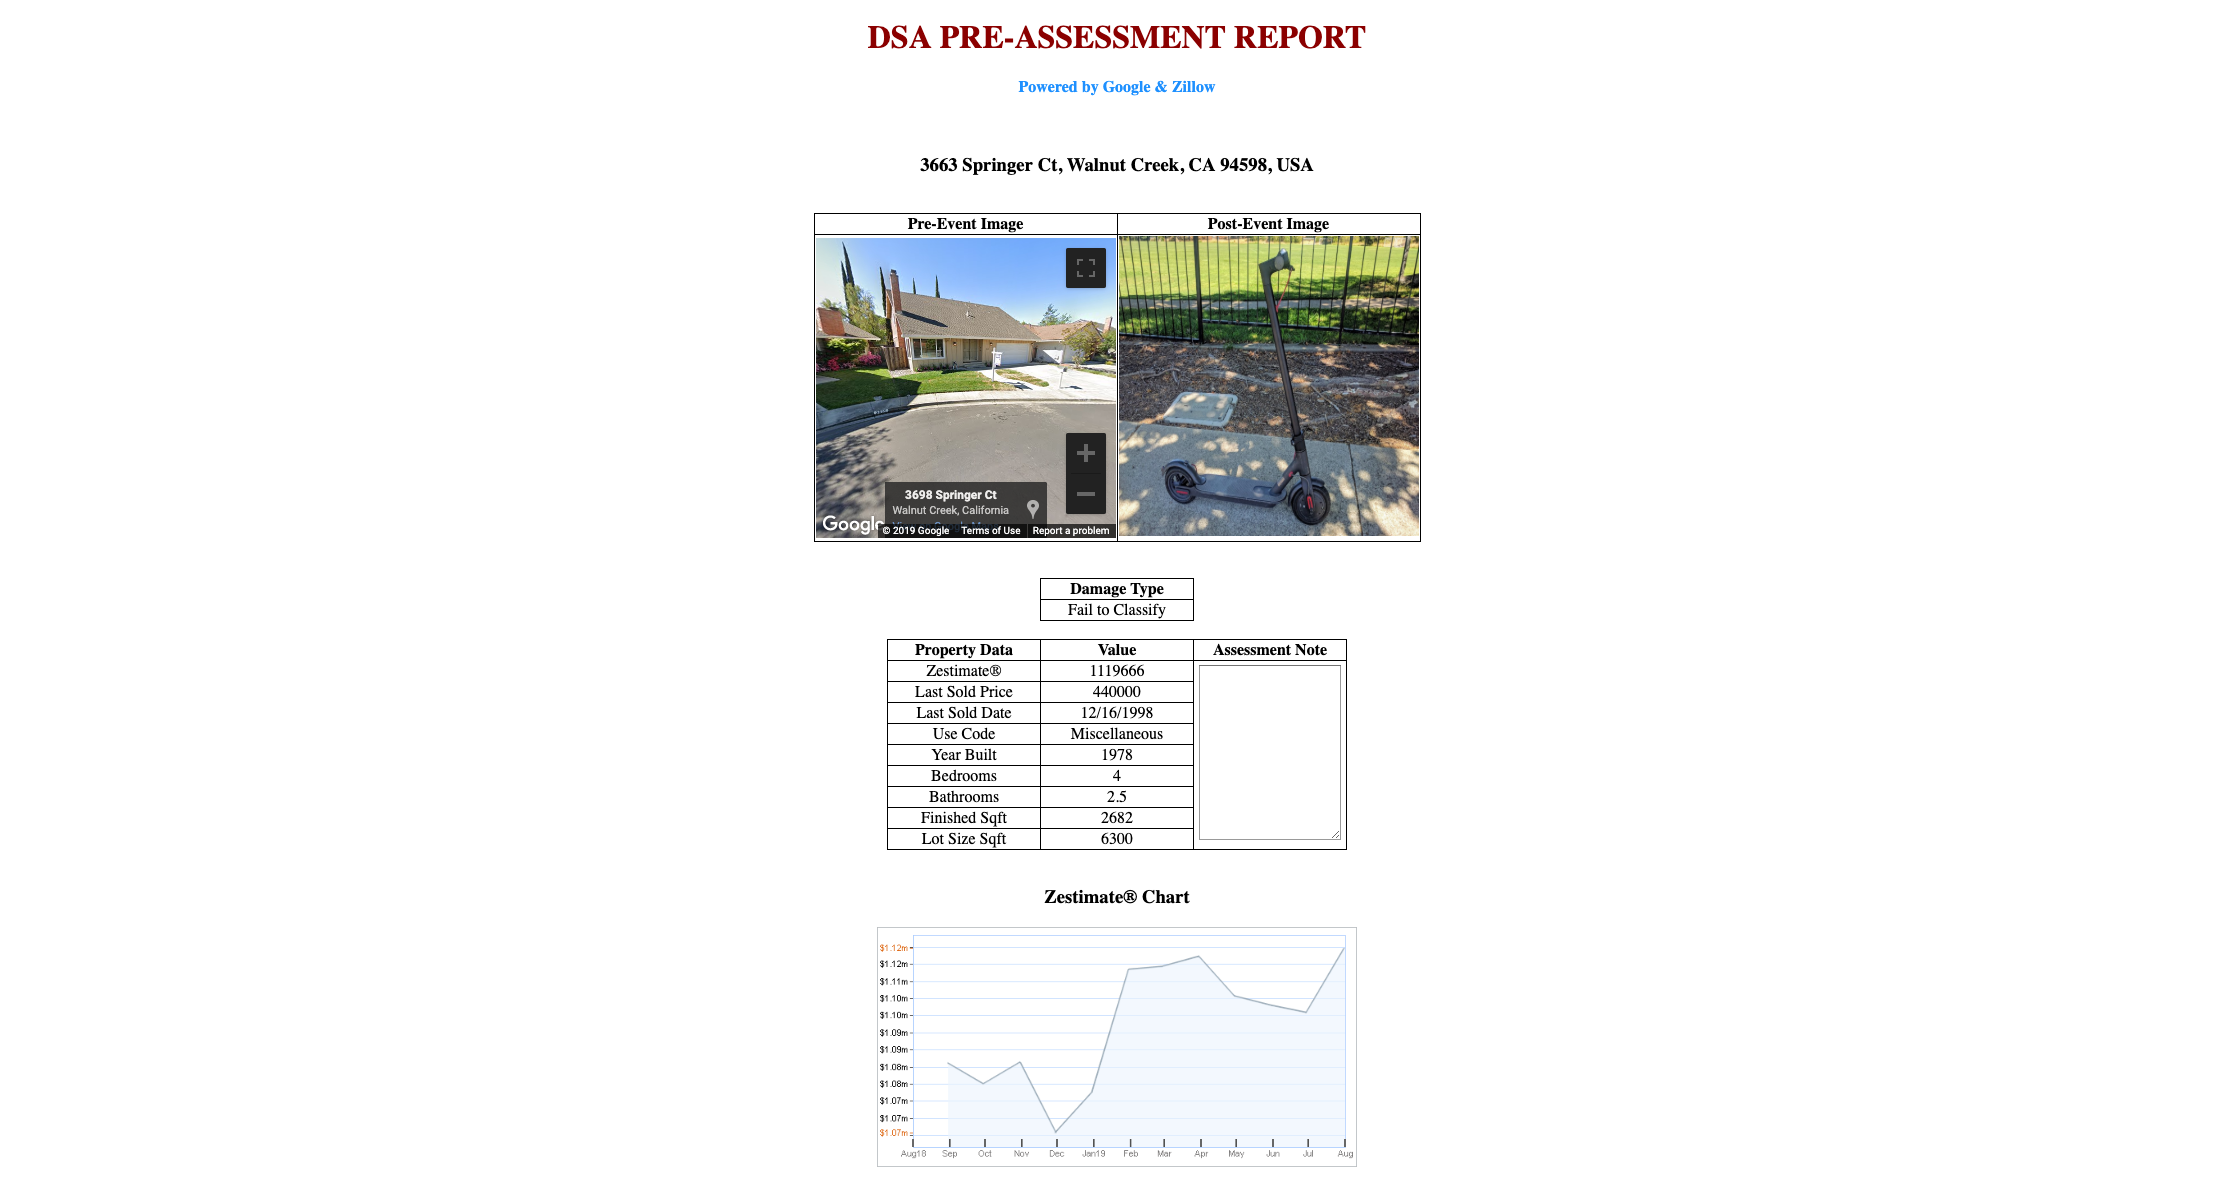 DSA PRE-ASSESSMENT REPORT
Powered by Google & Zillow
3663 Springer Ct, Walnut Creek, CA 94598, USA
Pre-Event Image Post-Event Image
3698 Springer Ct
Walnut Creek, California
Google
© 2019 Google Terms of Use Report a problem
Damage Type
Fail to Classify
Property Data Value Assessment Note
Zestimate® 1119666
Last Sold Price 440000
Last Sold Date 12/16/1998
Use Code Miscellaneous
Year Built 1978
Bedrooms 4
Bathrooms 2.5
Finished Sqft 2682
Lot Size Sqft 6300
Zestimate® Chart
$1.12m
$1.12m
$1.11m
$1.10m
$1.10m
$1.09m
$1.09m
$1.08m
$1.08m
$1.07m
$1.07m
$1.07m
Aug18 Sep Oct Nov Dec Jan19 Feb Mar Apr May Jun Jul Aug